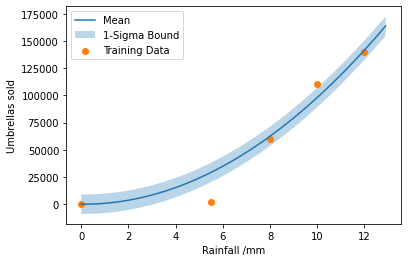 175000
150000
125000
100000
75000
50000
25000
0
Umbrellas sold
Mean
1-Sigma Bound
Training Data
0 2 4 6 8 10 12
Rainfall /mm